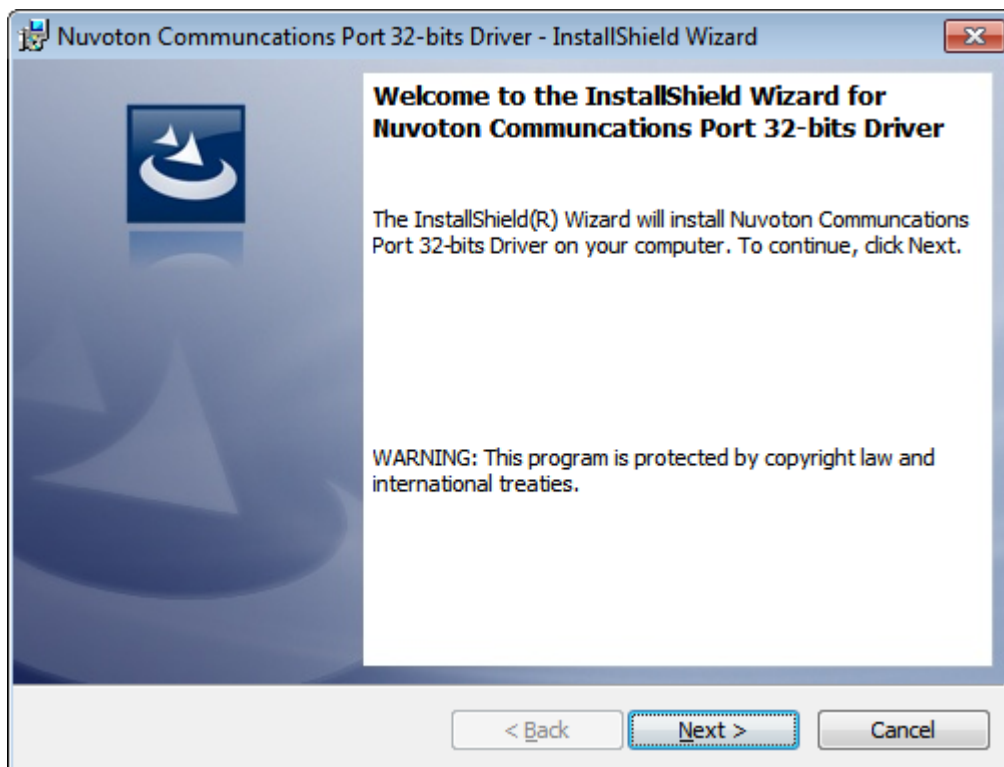 Nuvoton Communcations Port 32-bits Driver - InstallShield Wizard
Welcome to the InstallShield Wizard for
Nuvoton Communcations Port 32-bits Driver
The InstallShield(R) Wizard will install Nuvoton Communcations
Port 32-bits Driver on your computer. To continue, click Next.
WARNING: This program is protected by copyright law and
international treaties.
< Back Next > Cancel